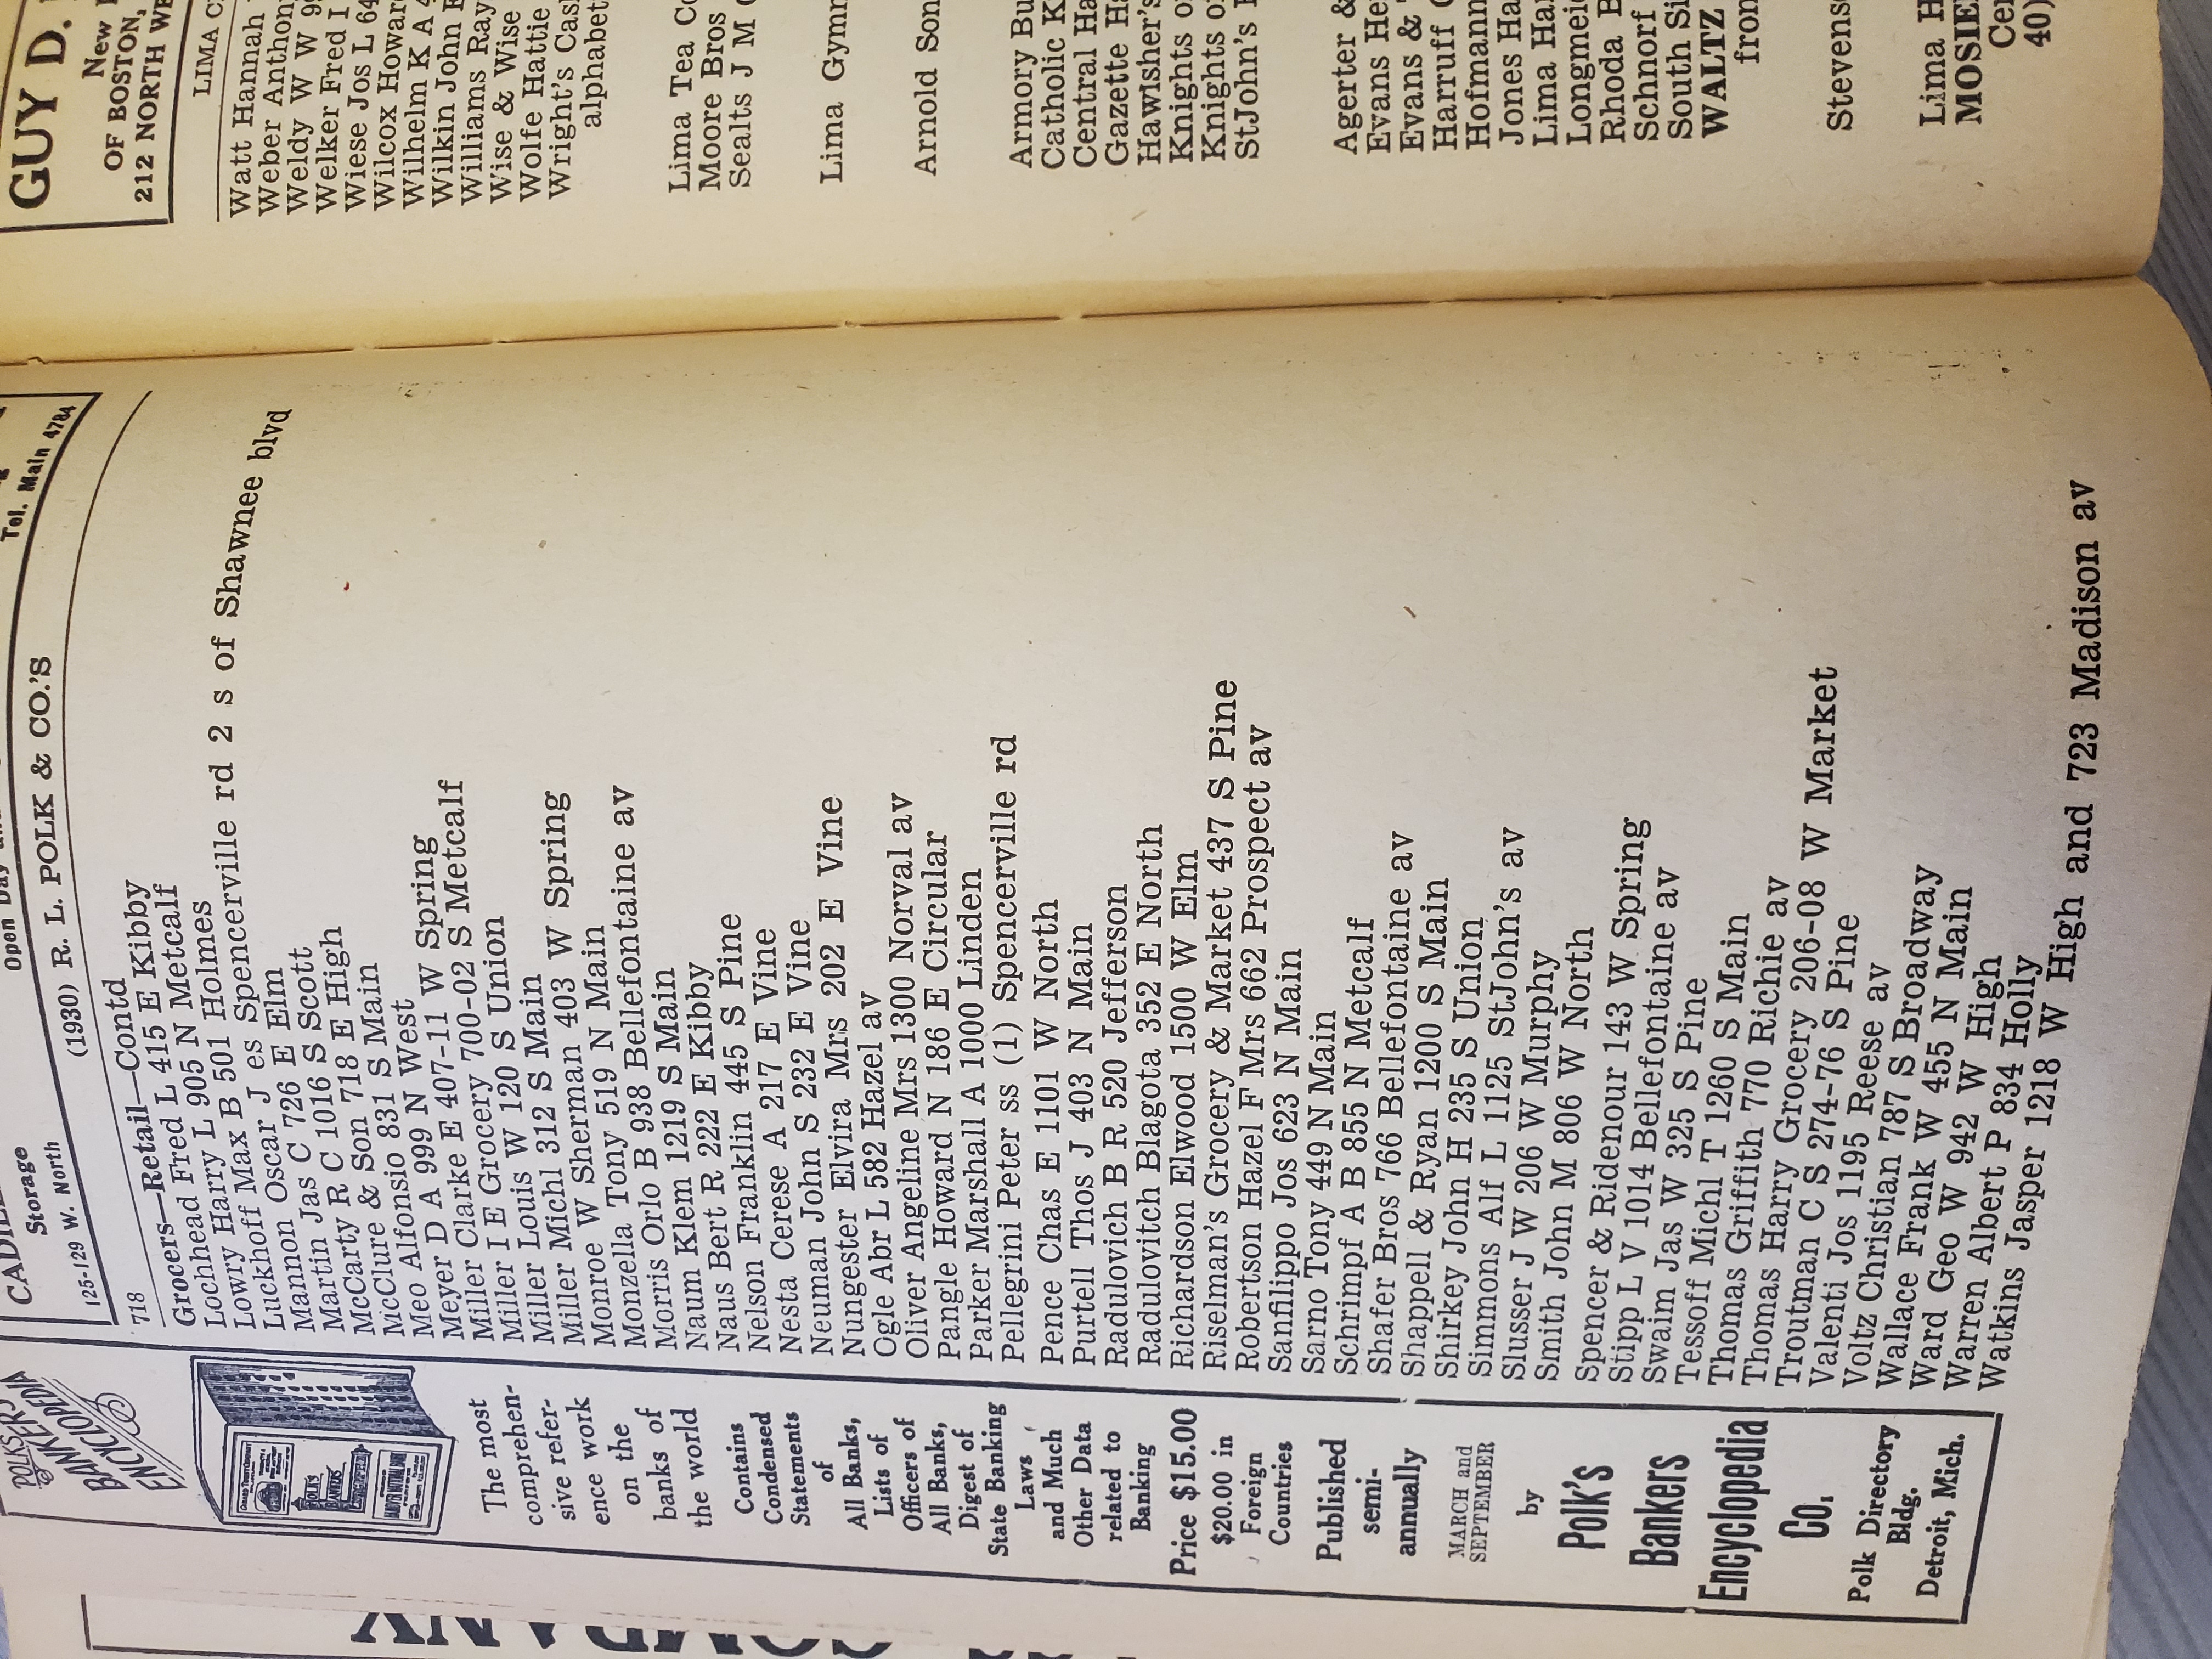 CADIL
Storage
125-129 W. North
Open Day
Tel. Main 4784
718
(1930) R. L. POLK & CO.'S
Grocers—Retail—Contd
Lochhead Fred L 415 E Kibby
Lowry Harry L 905 N Metcalf
Luckhoff Max B 501 Holmes
Mannon Oscar J es Spencerville rd 2 s of Shawnee blvd
Martin Jas C 726 E Elm
McCarty R C 1016 S Scott
McClure & Son 718 E High
Meo Alfonsio 831 S Main
Meyer D A 999 N West
Miller Clarke E 407-11 W Spring
Miller I E Grocery 700-02 S Metcalf
Miller Louis W 120 S Union
Miller Michl 312 S Main
Monroe W Sherman 403 W Spring
Monzella Tony 519 N Main
Morris Orlo B 938 Bellefontaine av
Naum Klem 1219 S Main
Naus Bert R 222 E Kibby
Nelson Franklin 445 S Pine
Nesta Cerese A 217 E Vine
Neuman John S 232 E Vine
Nungester Elvira Mrs 202 E Vine
Ogle Abr L 582 Hazel av
Oliver Angeline Mrs 1300 Norval av
Pangle Howard N 186 E Circular
Parker Marshall A 1000 Linden
Pellegrini Peter ss (1) Spencerville rd
Pence Chas E 1101 W North
Purtell Thos J 403 N Main
Radulovich B R 520 Jefferson
Radulovitch Blagota 352 E North
Richardson Elwood 1500 W Elm
Riselman's Grocery & Market 437 S Pine
Robertson Hazel F Mrs 662 Prospect av
Sanfilippo Jos 623 N Main
Sarno Tony 449 N Main
Schrimpf A B 855 N Metcalf
Shafer Bros 766 Bellefontaine av
Shappell & Ryan 1200 S Main
Shirkey John H 235 S Union
Simmons Alf L 1125 StJohn's av
Slusser J W 206 W Murphy
Smith John M 806 W North
Spencer & Ridenour 143 W Spring
Stipp L V 1014 Bellefontaine av
Swaim Jas W 325 S Pine
Tessoff Michl T 1260 S Main
Thomas Griffith 770 Richie av
Thomas Harry Grocery 206-08 W Market
Troutman C S 274-76 S Pine
Valenti Jos 1195 Reese av
Voltz Christian 787 S Broadway
Wallace Frank W 455 N Main
Ward Geo W 942 W High
Warren Albert P 834 Holly
Watkins Jasper 1218 W High and 723 Madison av
POLK'S
BANKERS
ENCYCLOPEDIA
The most
comprehen-
sive refer-
ence work
on the
banks of
the world
Contains
Condensed
Statements
of
All Banks,
Lists of
Officers of
All Banks,
Digest of
State Banking
Laws
and Much
Other Data
related to
Banking
Price $15.00
$20.00 in
Foreign
Countries
Published
semi-
annually
MARCH and
SEPTEMBER
by
Polk's
Bankers
Encyclopedia
Co.
Polk Directory
Bldg.
Detroit, Mich.
GUY D.
New
OF BOSTON,
212 NORTH WE
LIMA C
Watt Hannah
Weber Anthony
Weldy W W 9
Welker Fred I
Wiese Jos L 64
Wilcox Howard
Wilhelm K A 4
Wilkin John E
Williams Ray
Wise & Wise
Wolfe Hattie
Wright's Cas
alphabet
Lima Tea Co
Moore Bros
Sealts J M
Lima Gymn
Arnold Son
Armory Bu
Catholic K
Central Ha
Gazette Ha
Hawisher's
Knights o
Knights o
StJohn's
Agerter &
Evans He
Evans &
Harruff
Hofmann
Jones Ha
Lima Ha
Longmei
Rhoda B
Schnorf
South Si
WALTZ
from
Stevens
Lima H
MOSIE
Ce
40)